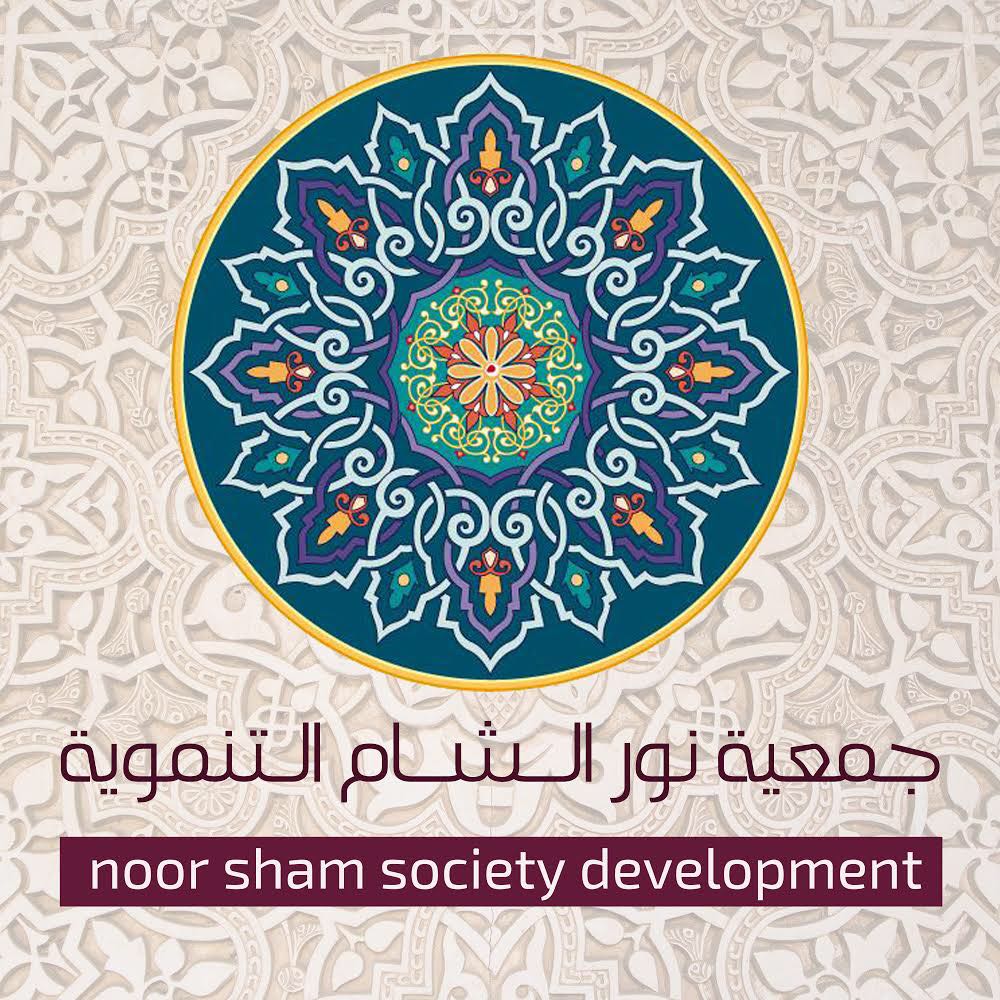 جمعية نور الشام التنموية
noor sham society development